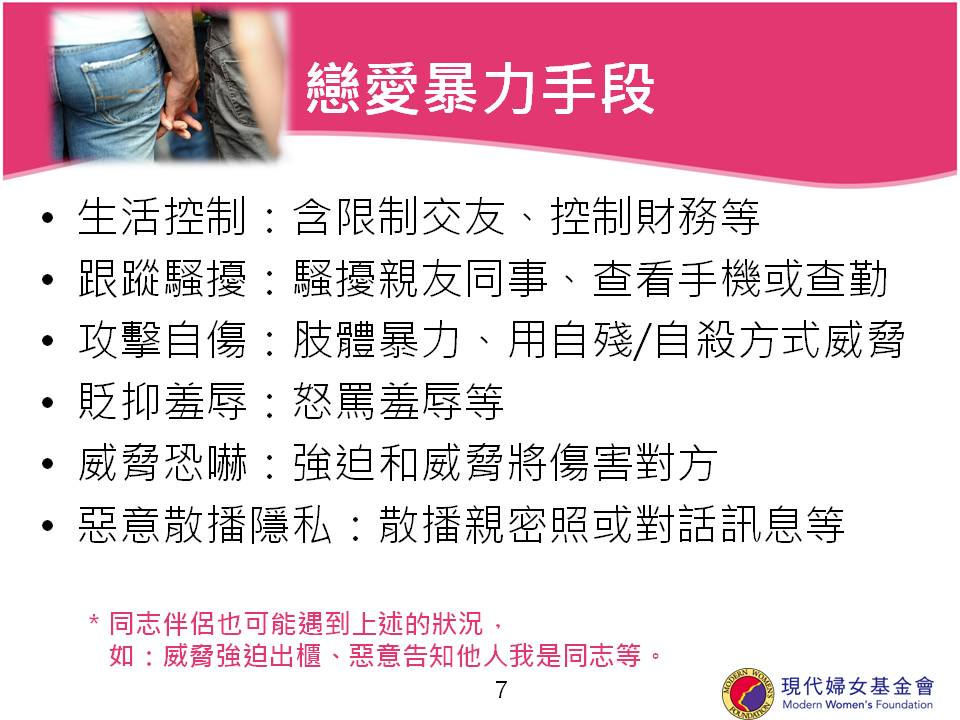 戀愛暴力手段
• 生活控制：含限制交友、控制財務等
• 跟蹤騷擾：騷擾親友同事、查看手機或查勤
• 攻擊自傷：肢體暴力、用自殘/自殺方式威脅
• 貶抑羞辱：怒罵羞辱等
• 威脅恐嚇：強迫和威脅將傷害對方
• 惡意散播隱私：散播親密照或對話訊息等
* 同志伴侶也可能遇到上述的狀況，
如：威脅強迫出櫃、惡意告知他人我是同志等。
7
MODERN WOMEN'S FOUNDATION
現代婦女基金會
Modern Women's Foundation